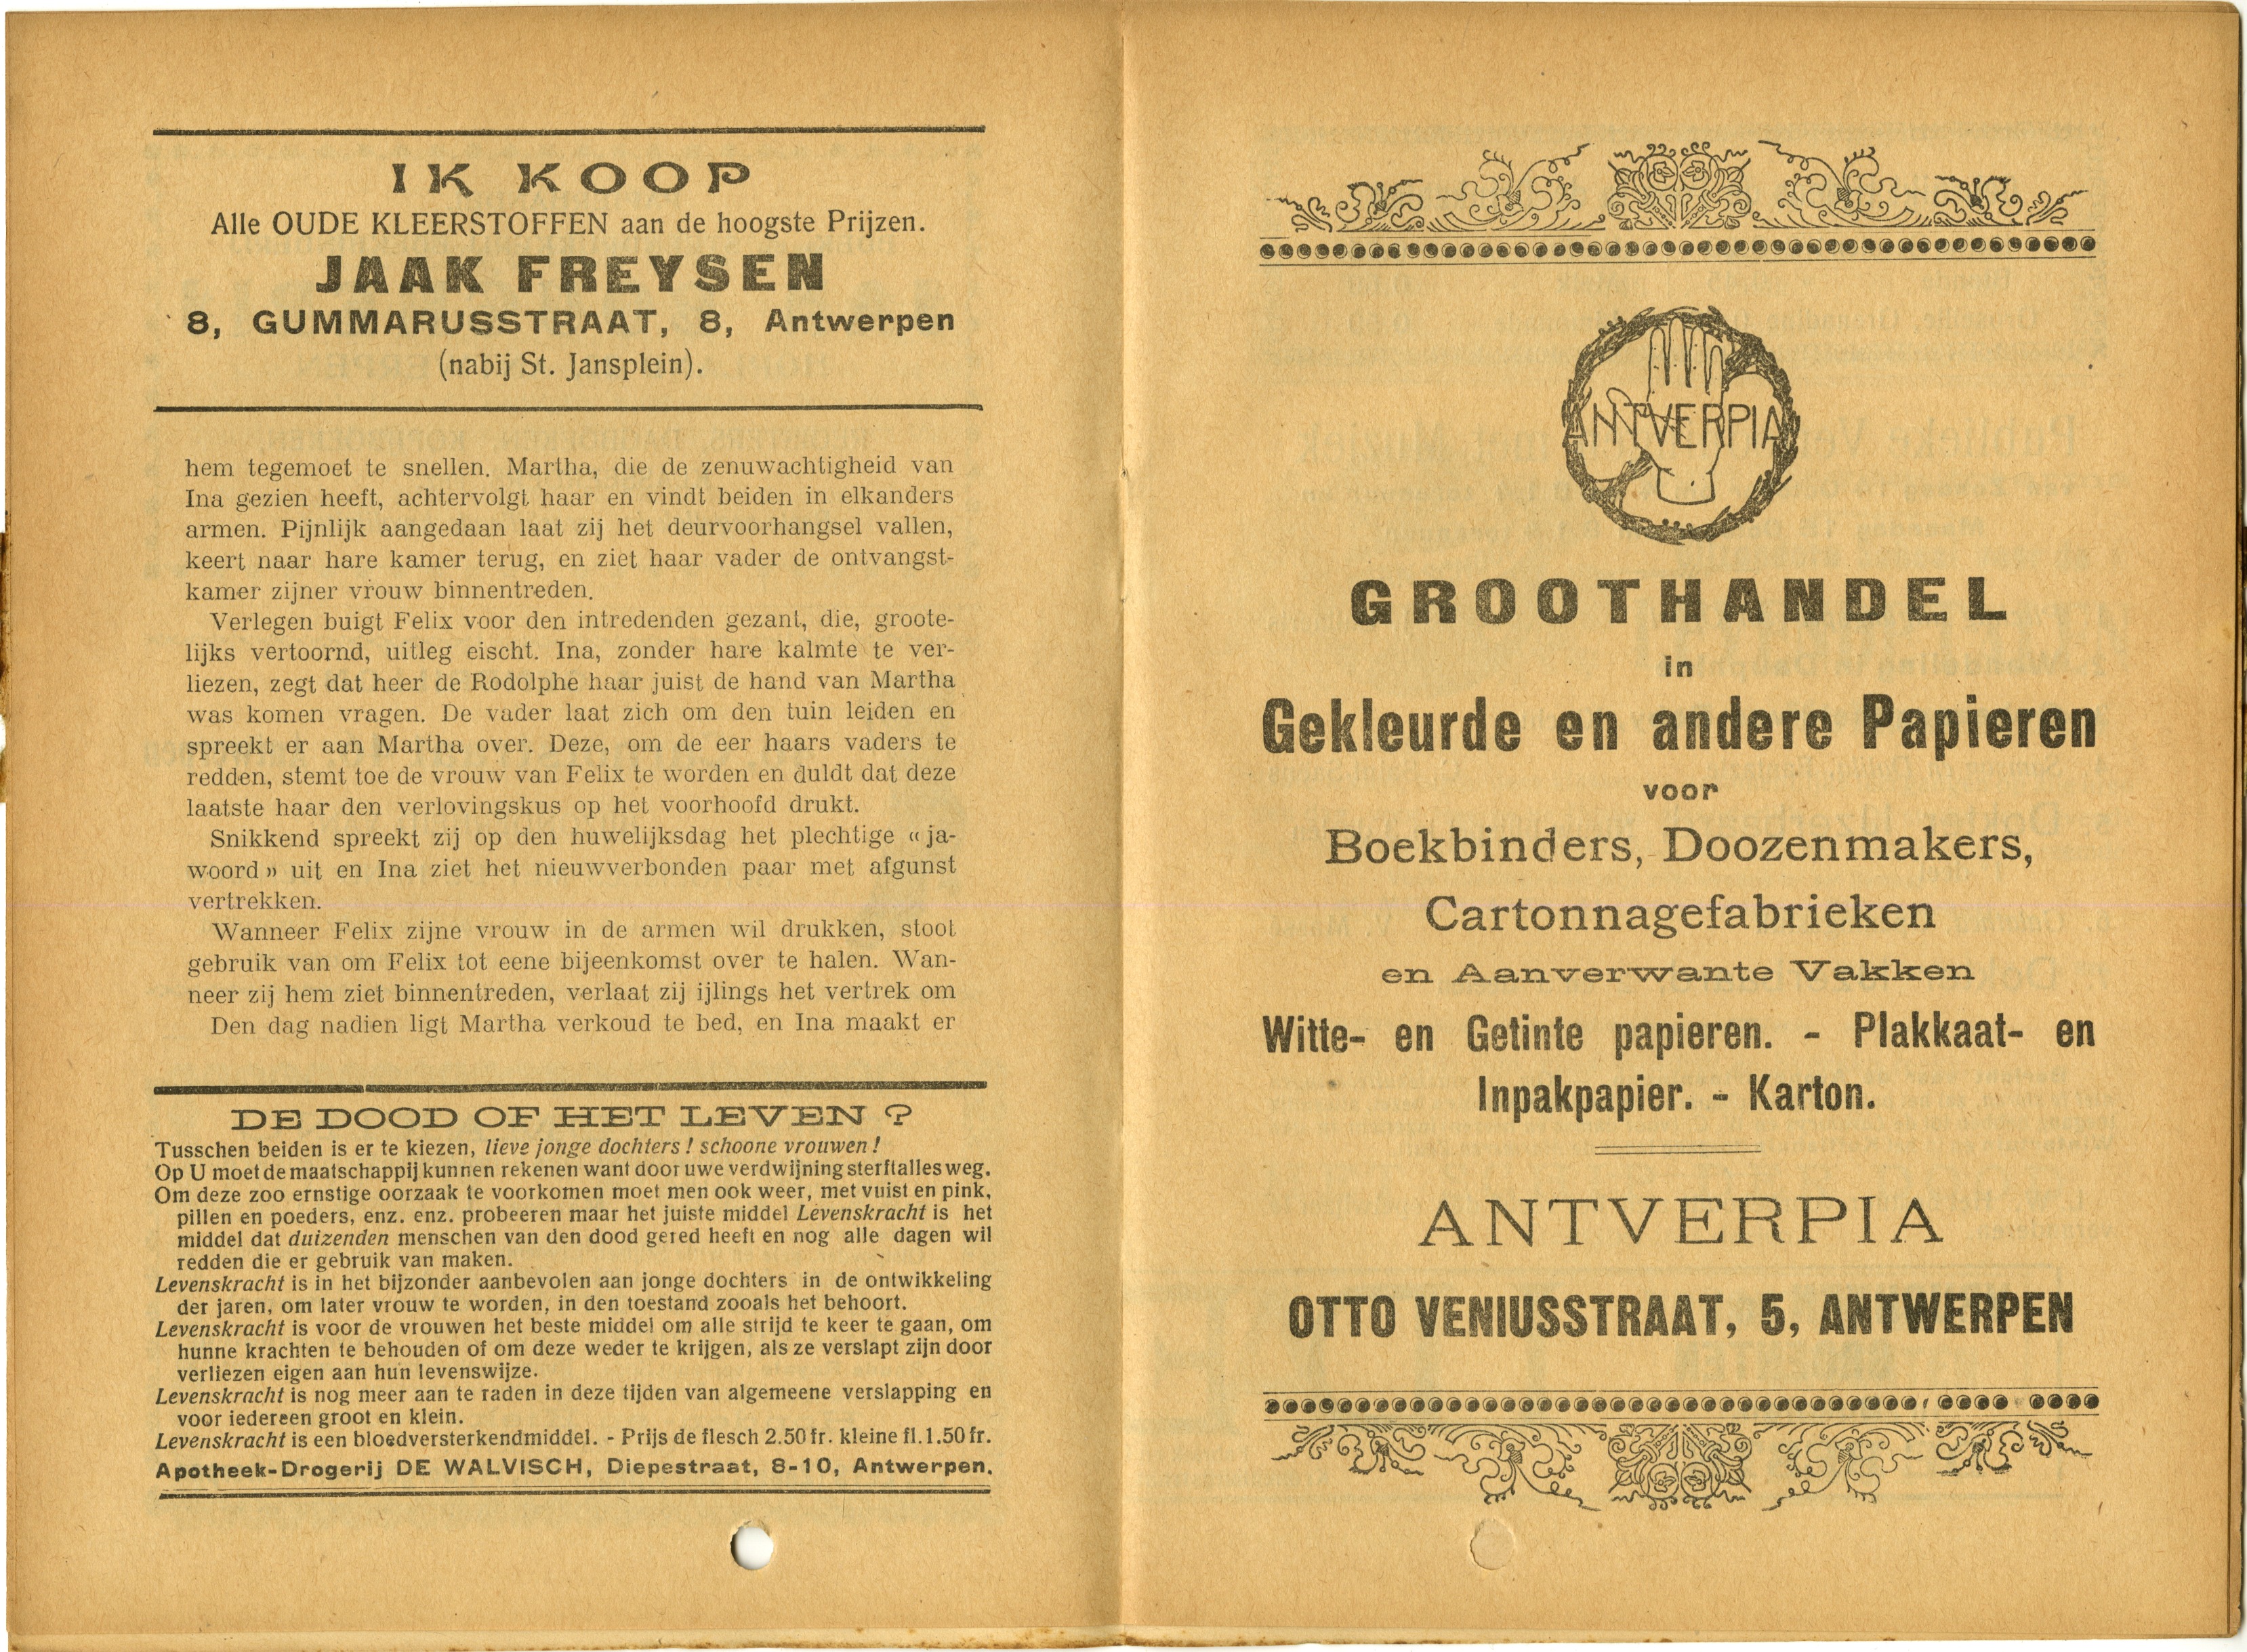 IK KOOP
Alle OUDE KLEERSTOFFEN aan de hoogste Prijzen.
JAAK FREYSEN
8, GUMMARUSSTRAAT, 8, Antwerpen
(nabij St. Jansplein).
hem tegemoet te snellen. Martha, die de zenuwachtigheid van
Ina gezien heeft, achtervolgt haar en vindt beiden in elkanders
armen. Pijnlijk aangedaan laat zij het deurvoorhangsel vallen,
keert naar hare kamer terug, en ziet haar vader de ontvangst-
kamer zijner vrouw binnentreden.
Verlegen buigt Felix voor den intredenden gezant, die, groote-
lijks vertoornd, uitleg eischt. Ina, zonder hare kalmte te ver-
liezen, zegt dat heer de Rodolphe haar juist de hand van Martha
was komen vragen. De vader laat zich om den tuin leiden en
spreekt er aan Martha over. Deze, om de eer haars vaders te
redden, stemt toe de vrouw van Felix te worden en duldt dat deze
laatste haar den verlovingskus op het voorhoofd drukt.
Snikkend spreekt zij op den huwelijksdag het plechtige « ja-
woord » uit en Ina ziet het nieuwverbonden paar met afgunst
vertrekken.
Wanneer Felix zijne vrouw in de armen wil drukken, stoot
gebruik van om Felix tot eene bijeenkomst over te halen. Wan-
neer zij hem ziet binnentreden, verlaat zij ijlings het vertrek om
Den dag nadien ligt Martha verkoud te bed, en Ina maakt er
DE DOOD OF HET LEVEN ?
Tusschen beiden is er te kiezen, lieve jonge dochters ! schoone vrouwen !
Op U moet de maatschappij kunnen rekenen want door uwe verdwijning sterft alles weg.
Om deze zoo ernstige oorzaak te voorkomen moet men ook weer, met vuist en pink,
pillen en poeders, enz. enz. probeeren maar het juiste middel Levenskracht is het
middel dat duizenden menschen van den dood gered heeft en nog alle dagen wil
redden die er gebruik van maken.
Levenskracht is in het bijzonder aanbevolen aan jonge dochters in de ontwikkeling
der jaren, om later vrouw te worden, in den toestand zooals het behoort.
Levenskracht is voor de vrouwen het beste middel om alle strijd te keer te gaan, om
hunne krachten te behouden of om deze weder te krijgen, als ze verslapt zijn door
verliezen eigen aan hun levenswijze.
Levenskracht is nog meer aan te raden in deze tijden van algemeene verslapping en
voor iedereen groot en klein.
Levenskracht is een bloedversterkendmiddel. - Prijs de flesch 2.50 fr. kleine fl. 1.50 fr.
Apotheek-Drogerij DE WALVISCH, Diepestraat, 8-10, Antwerpen.
ANTVERPIA
GROOTHANDEL
in
Gekleurde en andere Papieren
voor
Boekbinders, Doozenmakers,
Cartonnagefabrieken
en Aanverwante Vakken
Witte- en Getinte papieren. - Plakkaat- en
Inpakpapier. - Karton.
ANTVERPIA
OTTO VENIUSSTRAAT, 5, ANTWERPEN